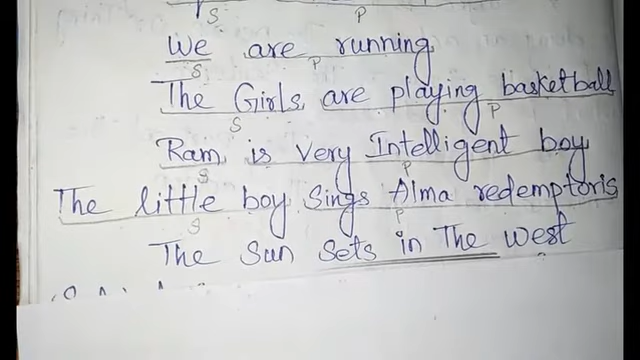 S P
We are running
S P
The Girls are playing basketball
S P
Ram is very Intelligent boy
S P
The little boy Sings Alma redemptoris
S P
The Sun Sets in The west